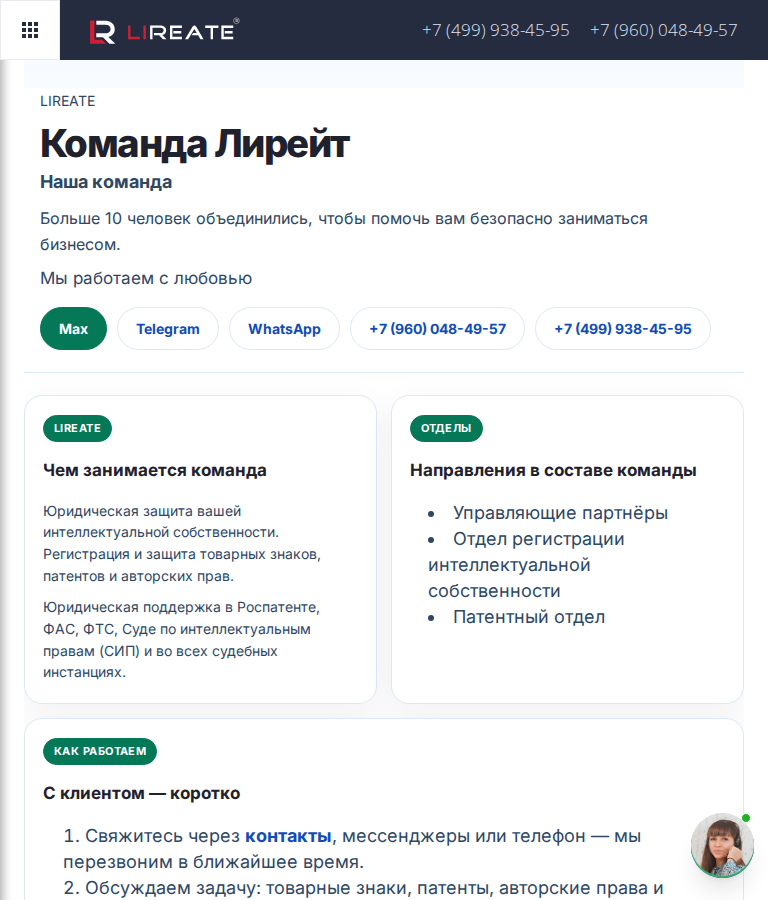 LIREATE®
+7 (499) 938-45-95 +7 (960) 048-49-57
LIREATE
Команда Лирейт
Наша команда
Больше 10 человек объединились, чтобы помочь вам безопасно заниматься
бизнесом.
Мы работаем с любовью
Max Telegram WhatsApp +7 (960) 048-49-57 +7 (499) 938-45-95
LIREATE
Чем занимается команда
Юридическая защита вашей
интеллектуальной собственности.
Регистрация и защита товарных знаков,
патентов и авторских прав.
Юридическая поддержка в Роспатенте,
ФАС, ФТС, Суде по интеллектуальным
правам (СИП) и во всех судебных
инстанциях.
ОТДЕЛЫ
Направления в составе команды
• Управляющие партнёры
• Отдел регистрации
интеллектуальной
собственности
• Патентный отдел
КАК РАБОТАЕМ
С клиентом — коротко
1. Свяжитесь через контакты, мессенджеры или телефон — мы
перезвоним в ближайшее время.
2. Обсуждаем задачу: товарные знаки, патенты, авторские права и